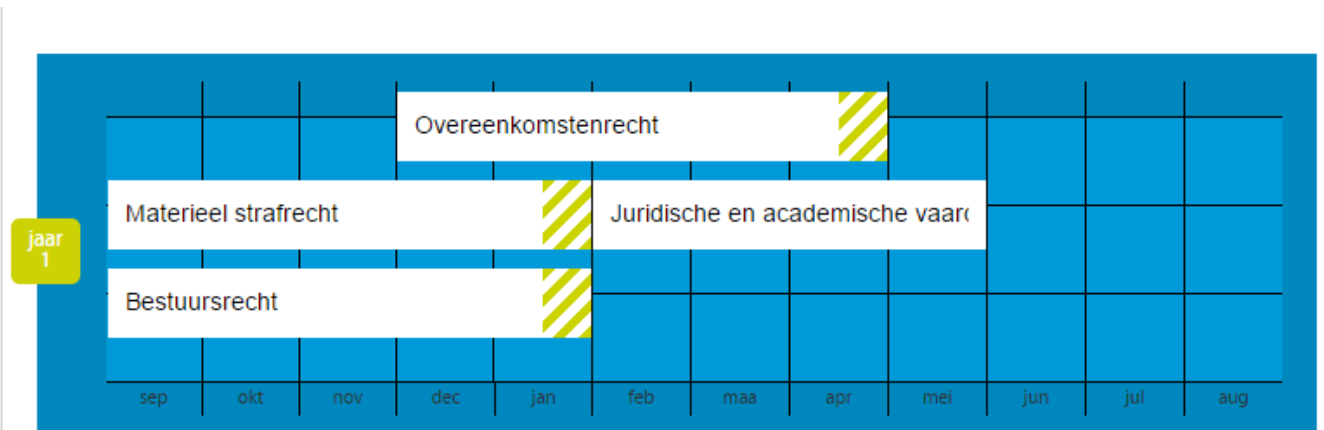 Overeenkomstenrecht
Materieel strafrecht
Juridische en academische
jaar
1
Bestuursrecht
sep okt nov dec jan feb maa apr mei jun jul aug